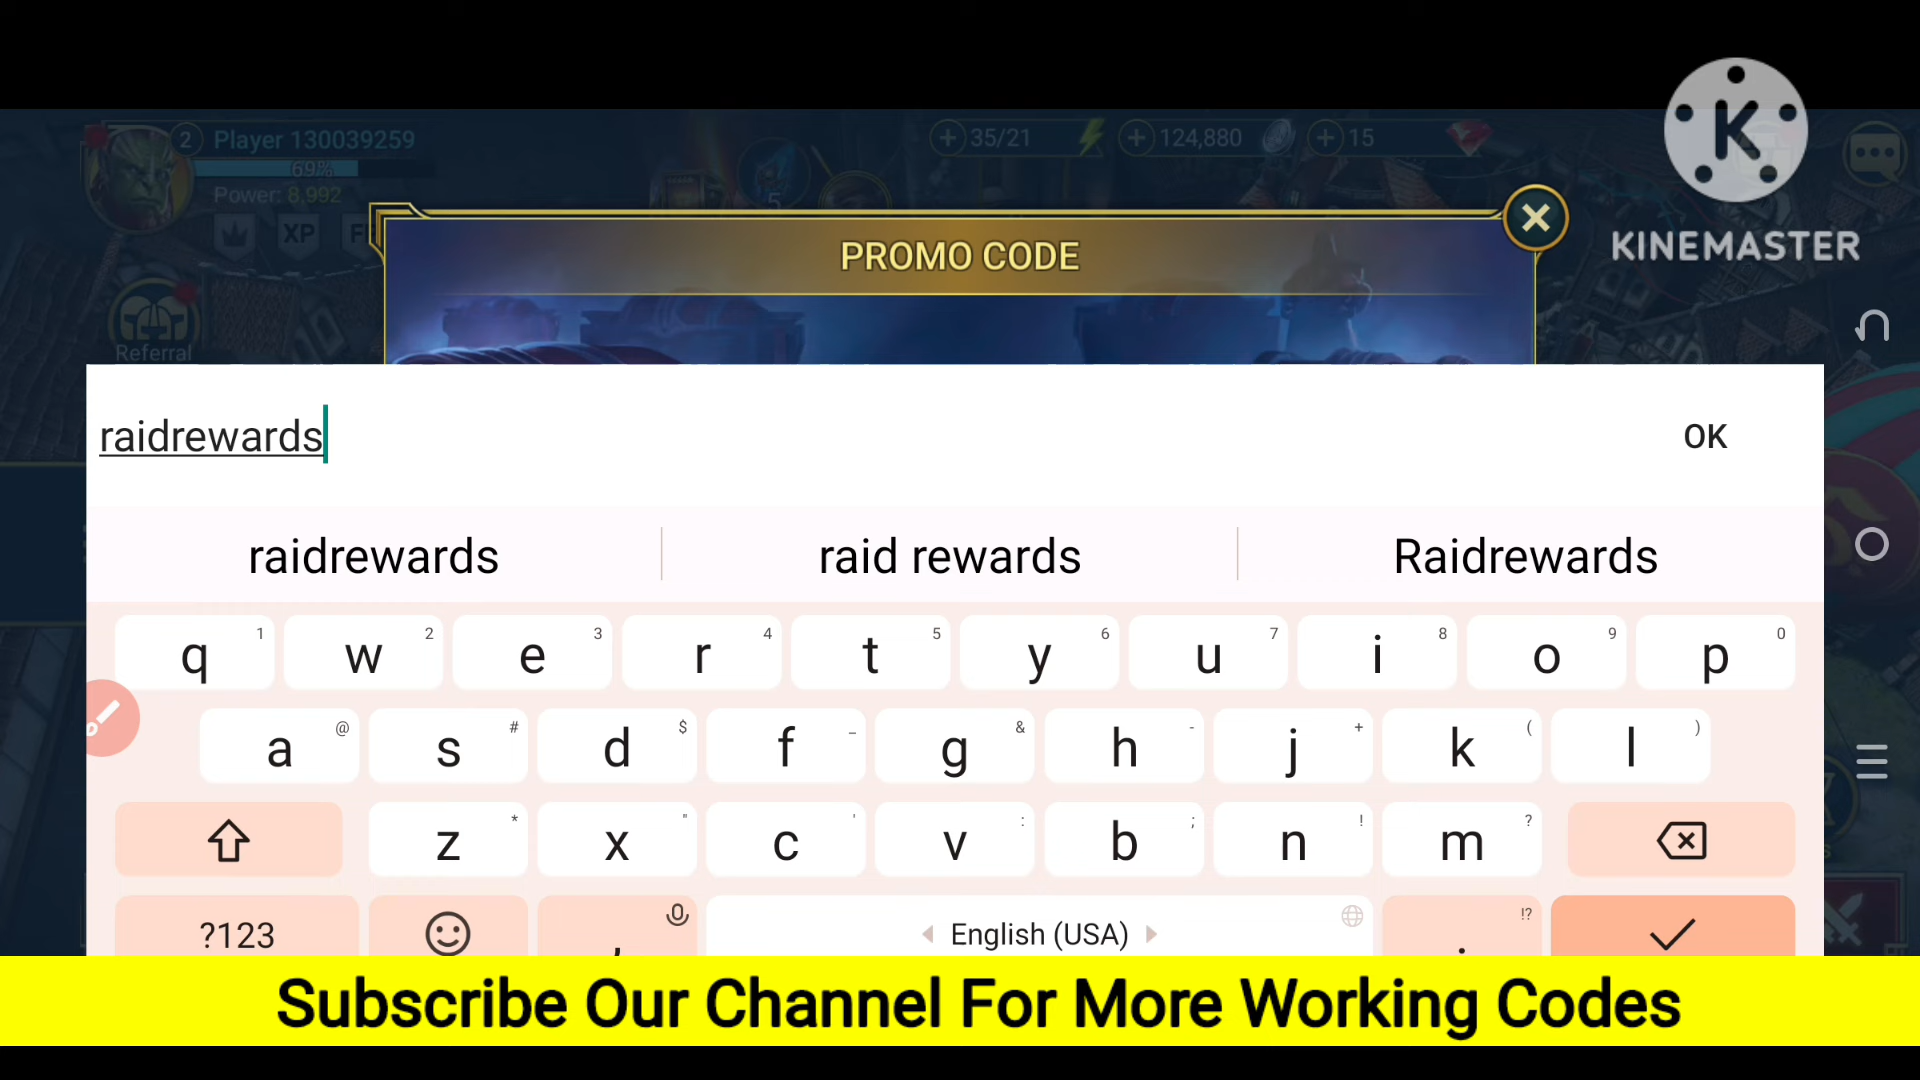 2 Player 130039259
35/21
124,880
15
69%
Power: 8,992
5
XP
KINEMASTER
PROMO CODE
Referral
raidrewards
OK
raidrewards
raid rewards
Raidrewards
q 1 w 2 e 3 r 4 t 5 y 6 u 7 i 8 o 9 p 0
a @ s # d $ f _ g & h - j + k ( l )
z * x " c ' v : b ; n ! m ?
?123 , English (USA) . !?
Subscribe Our Channel For More Working Codes